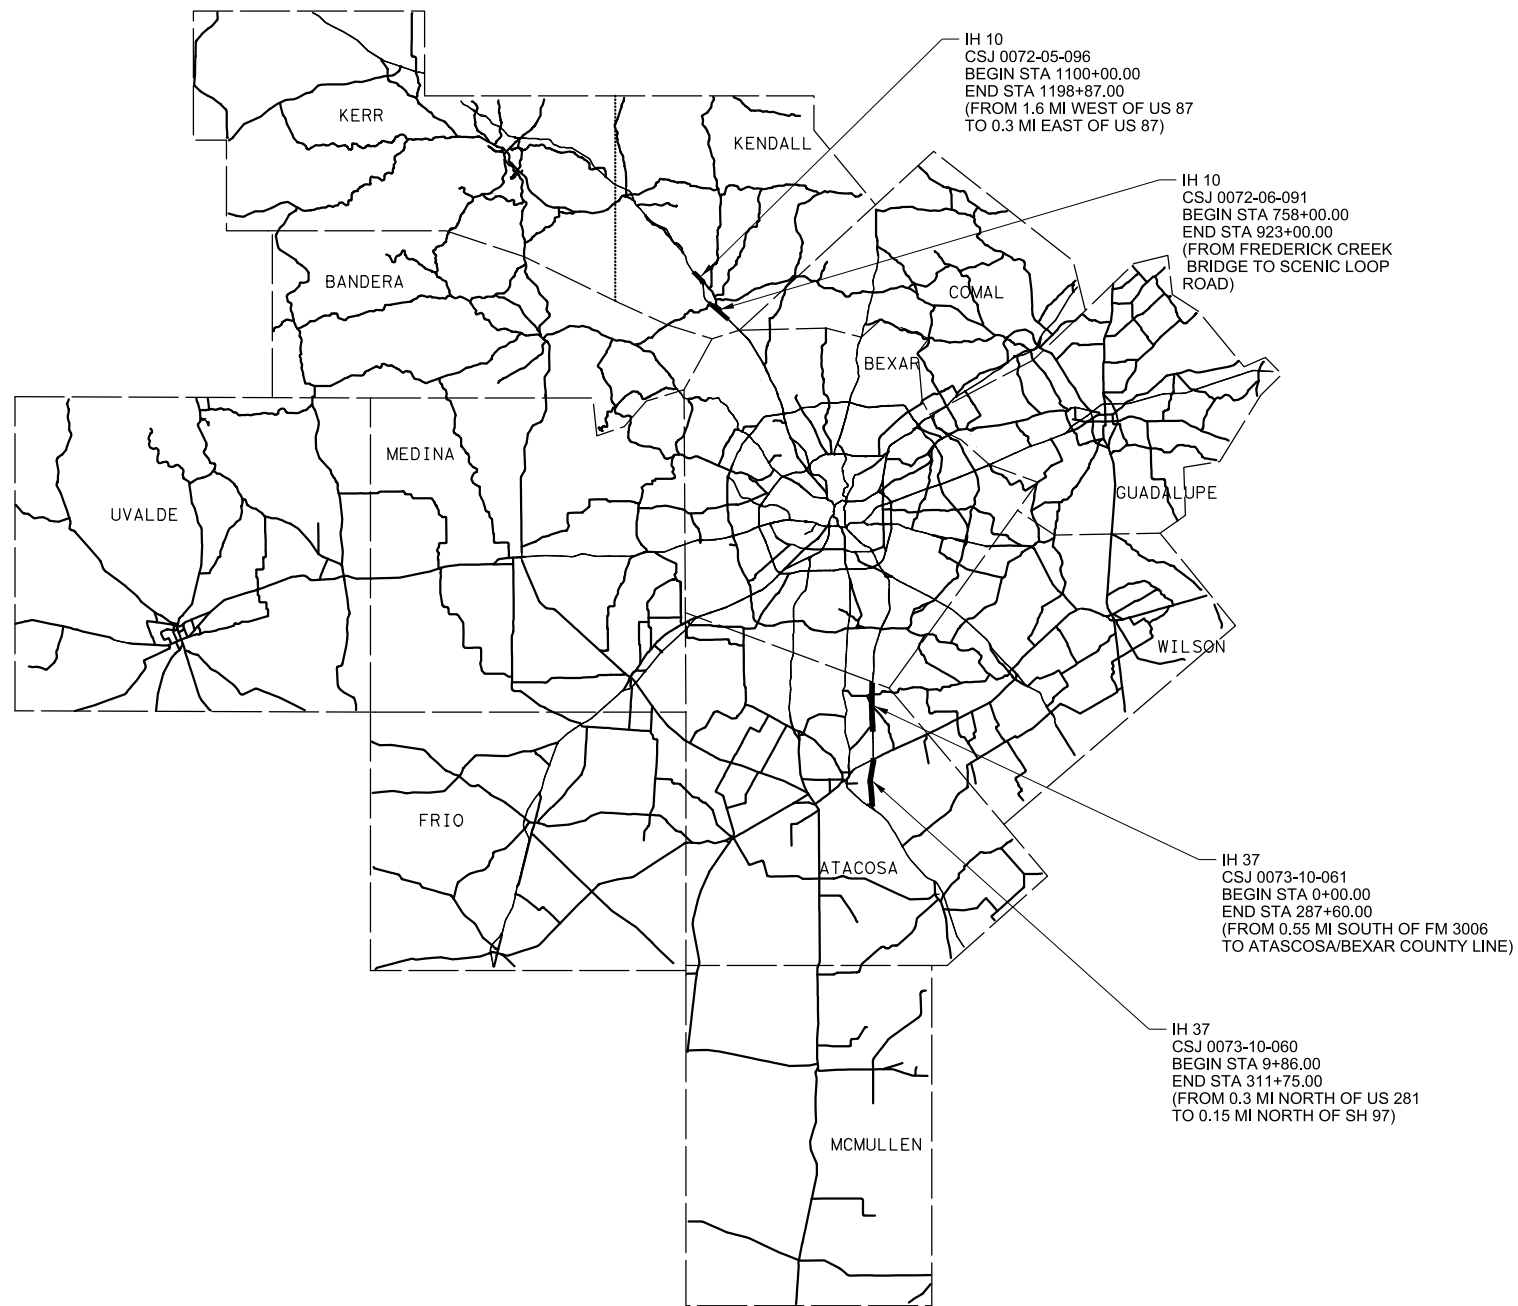 IH 10
CSJ 0072-05-096
BEGIN STA 1100+00.00
END STA 1198+87.00
(FROM 1.6 MI WEST OF US 87
TO 0.3 MI EAST OF US 87)
KERR
KENDALL
IH 10
CSJ 0072-06-091
BEGIN STA 758+00.00
END STA 923+00.00
(FROM FREDERICK CREEK
BRIDGE TO SCENIC LOOP
ROAD)
BANDERA
COMAL
BEXAR
MEDINA
UVALDE
GUADALUPE
WILSON
FRIO
ATACOSA
IH 37
CSJ 0073-10-061
BEGIN STA 0+00.00
END STA 287+60.00
(FROM 0.55 MI SOUTH OF FM 3006
TO ATASCOSA/BEXAR COUNTY LINE)
IH 37
CSJ 0073-10-060
BEGIN STA 9+86.00
END STA 311+75.00
(FROM 0.3 MI NORTH OF US 281
TO 0.15 MI NORTH OF SH 97)
MCMULLEN